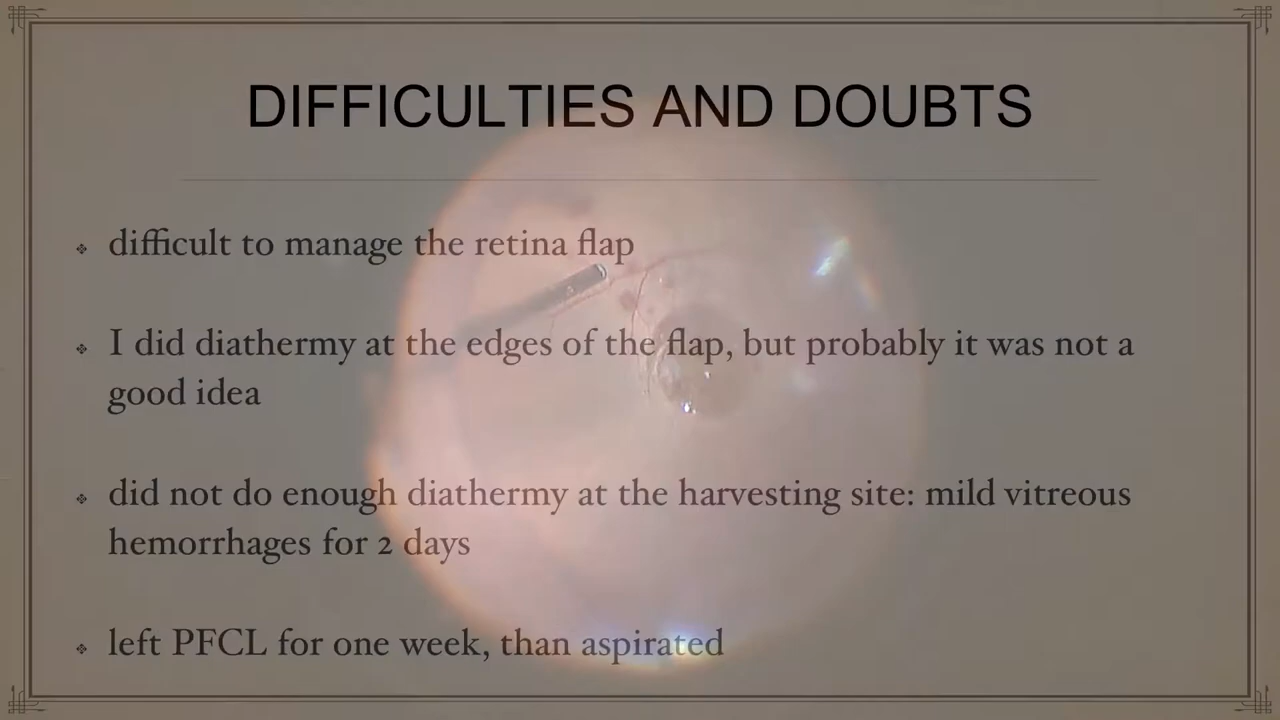 DIFFICULTIES AND DOUBTS
difficult to manage the retina flap
I did diathermy at the edges of the flap, but probably it was not a
good idea
did not do enough diathermy at the harvesting site: mild vitreous
hemorrhages for 2 days
left PFCL for one week, than aspirated